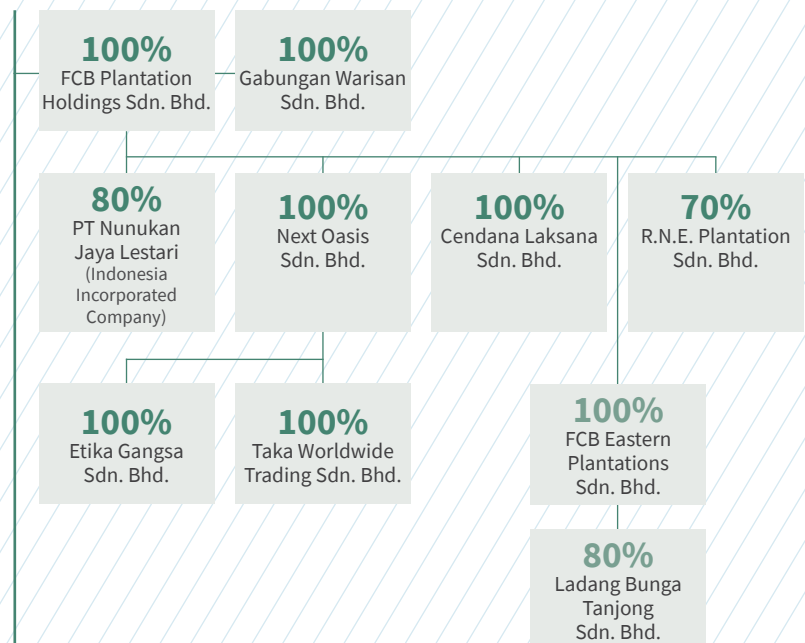 100%
FCB Plantation
Holdings Sdn. Bhd.
100%
Gabungan Warisan
Sdn. Bhd.
80%
PT Nunukan
Jaya Lestari
(Indonesia
Incorporated
Company)
100%
Next Oasis
Sdn. Bhd.
100%
Cendana Laksana
Sdn. Bhd.
70%
R.N.E. Plantation
Sdn. Bhd.
100%
Etika Gangsa
Sdn. Bhd.
100%
Taka Worldwide
Trading Sdn. Bhd.
100%
FCB Eastern
Plantations
Sdn. Bhd.
80%
Ladang Bunga
Tanjong
Sdn. Bhd.